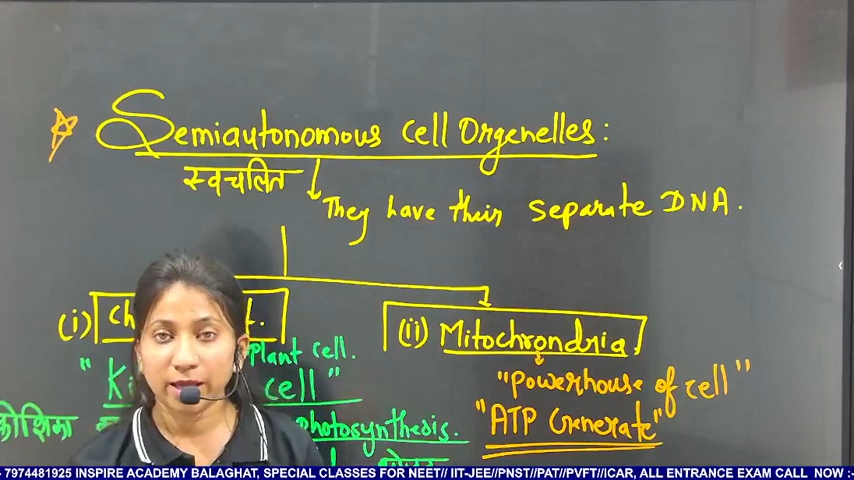 Semiautonomous Cell Organelles:
स्वचलित
They have their separate DNA.
(i)
(ii) Mitochrondria.
plant cell.
"powerhouse of cell"
cell"
"ATP Generate"
photosynthesis.
- 7974481925 INSPIRE ACADEMY BALAGHAT, SPECIAL CLASSES FOR NEET// IIT-JEE//PNST//PAT//PVFT//ICAR, ALL ENTRANCE EXAM CALL NOW :-